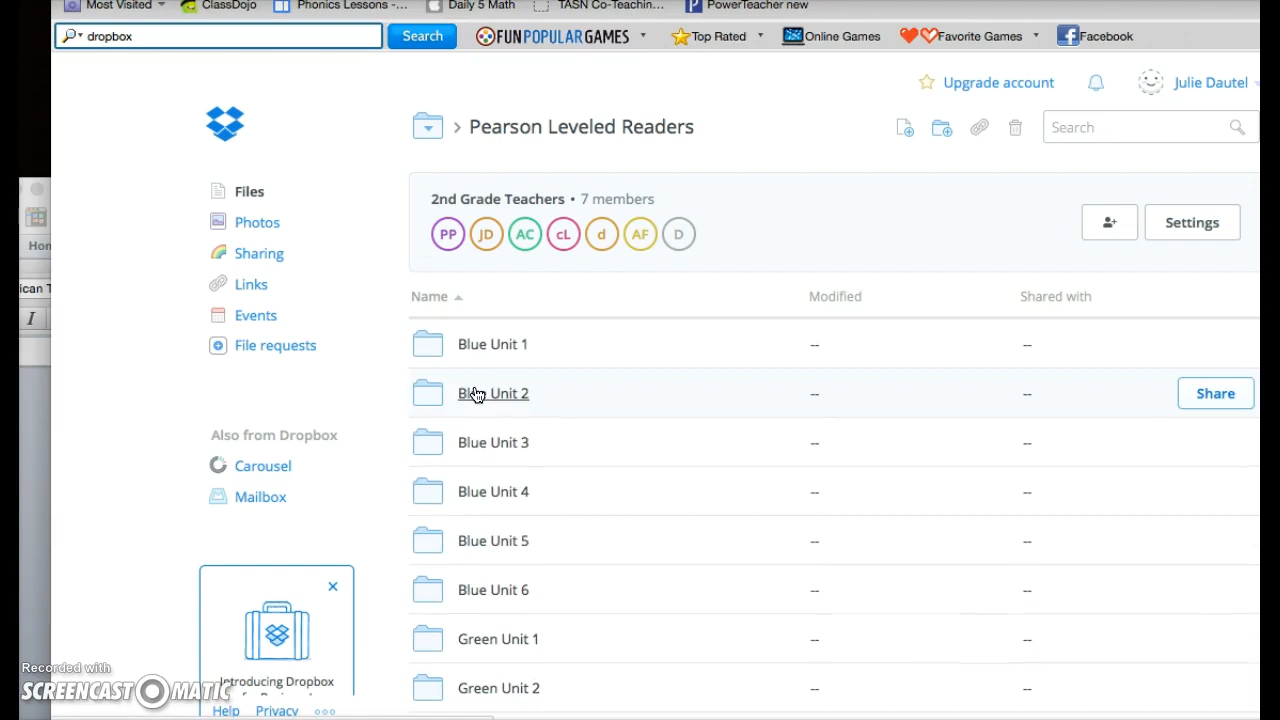 Most Visited ClassDojo Phonics Lessons -... Daily 5 Math TASN Co-Teachin... PowerTeacher new
dropbox Search FUNPOPULARGAMES Top Rated Online Games Favorite Games Facebook
Upgrade account Julie Dautel
> Pearson Leveled Readers Search
2nd Grade Teachers • 7 members
PP JD AC cL d AF D
Settings
Files
Photos
Sharing
Links
Events
File requests
Also from Dropbox
Carousel
Mailbox
Introducing Dropbox
Help Privacy
Name Modified Shared with
Blue Unit 1 -- --
Blue Unit 2 -- -- Share
Blue Unit 3 -- --
Blue Unit 4 -- --
Blue Unit 5 -- --
Blue Unit 6 -- --
Green Unit 1 -- --
Green Unit 2 -- --
Hom
ican T
I
Recorded with
SCREENCAST-O-MATIC